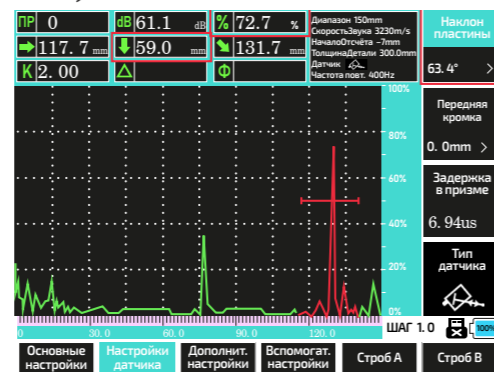 ПР 0 dB 61.1 dB % 72.7 %
117.7 mm 59.0 mm 131.7 mm
K 2.00 Δ Ф
Диапазон 150mm
СкоростьЗвука 3230m/s
НачалоОтсчёта -7mm
ТолщинаДетали 300.0mm
Датчик
Частота повт. 400Hz
Наклон
пластины
63.4° >
Передняя
кромка
0.0mm >
Задержка
в призме
6.94us
Тип
датчика
100%
80%
60%
40%
20%
0%
0 30.0 60.0 90.0 120.0
ШАГ 1.0 100%
Основные
настройки
Настройки
датчика
Дополнит.
настройки
Вспомогат.
настройки
Строб А
Строб В